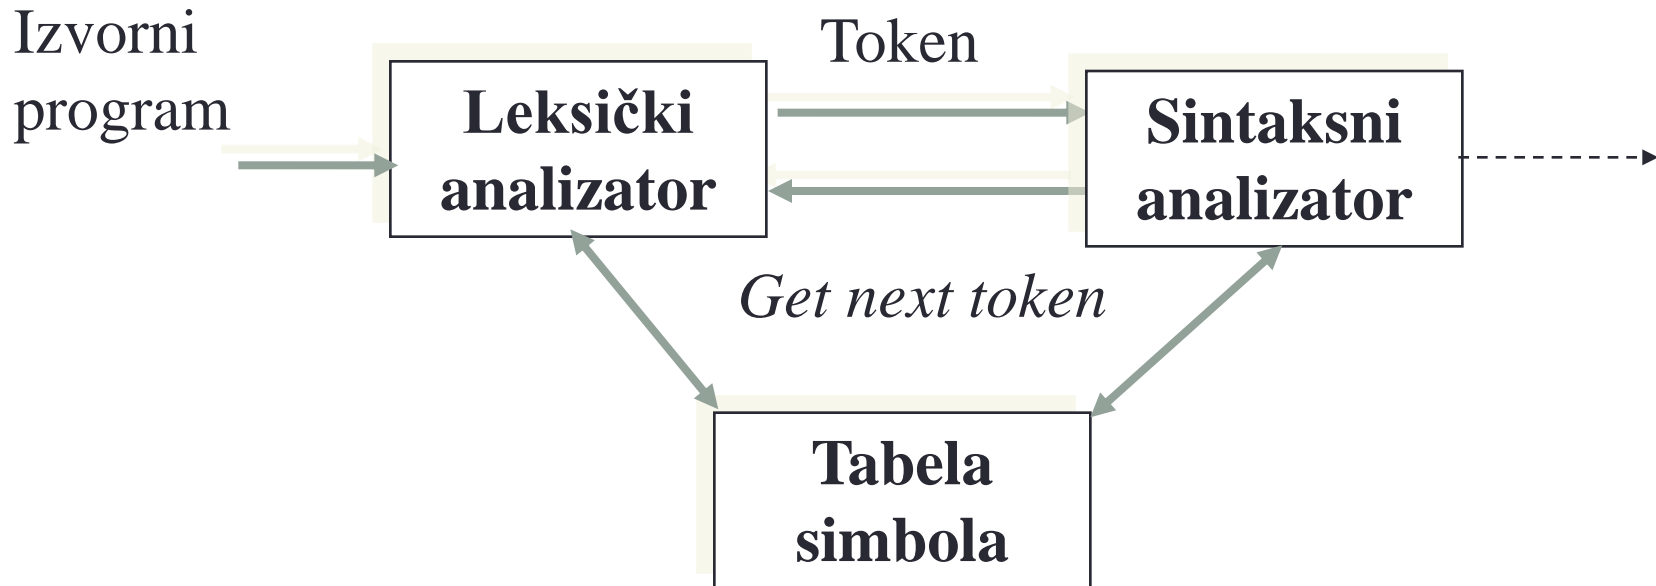 Izvorni
program
Leksički
analizator
Token
Sintaksni
analizator
Get next token
Tabela
simbola